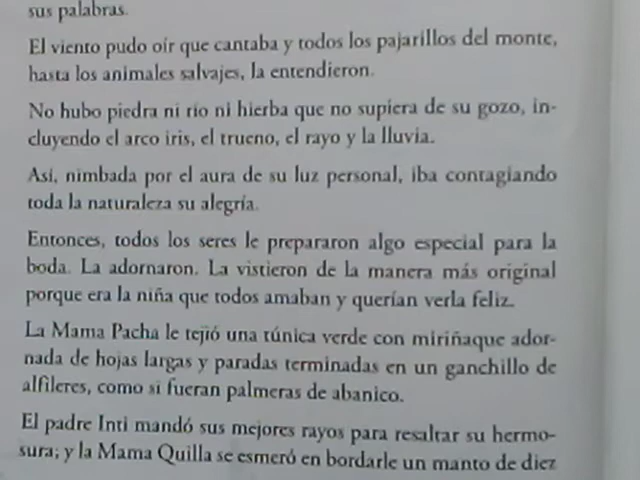 sus palabras.
El viento pudo oír que cantaba y todos los pajarillos del monte,
hasta los animales salvajes, la entendieron.
No hubo piedra ni río ni hierba que no supiera de su gozo, in-
cluyendo el arco iris, el trueno, el rayo y la lluvia.
Así, nimbada por el aura de su luz personal, iba contagiando
toda la naturaleza su alegría.
Entonces, todos los seres le prepararon algo especial para la
boda. La adornaron. La vistieron de la manera más original
porque era la niña que todos amaban y querían verla feliz.
La Mama Pacha le tejió una túnica verde con miriñaque ador-
nada de hojas largas y paradas terminadas en un ganchillo de
alfileres, como si fueran palmeras de abanico.
El padre Inti mandó sus mejores rayos para resaltar su hermo-
sura; y la Mama Quilla se esmeró en bordarle un manto de diez